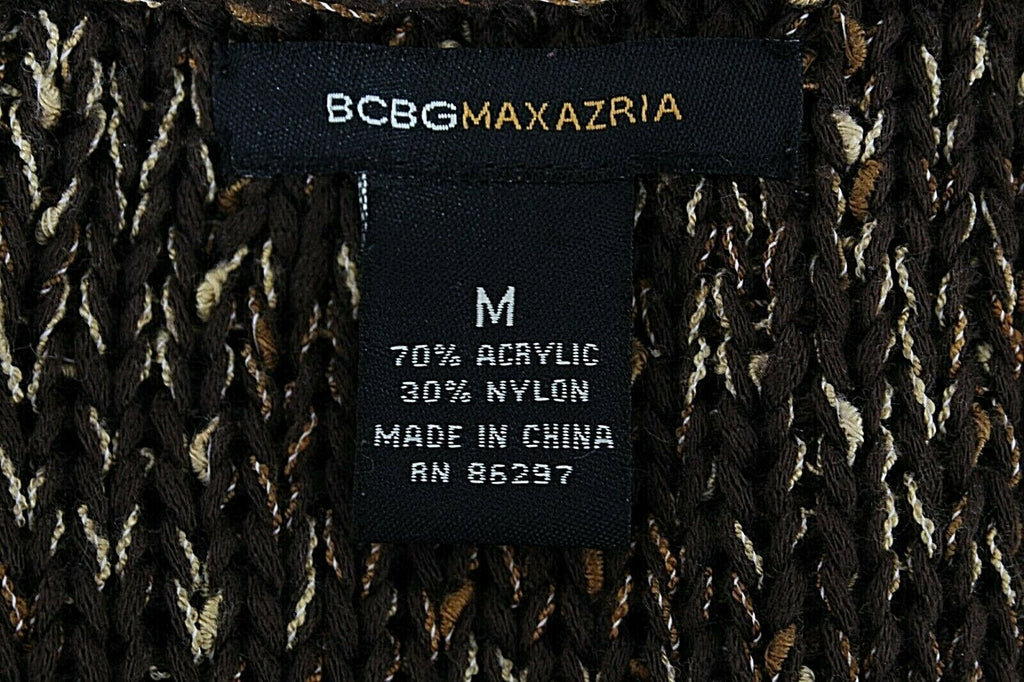 BCBGMAXAZRIA
M
70% ACRYLIC
30% NYLON
MADE IN CHINA
RN 86297